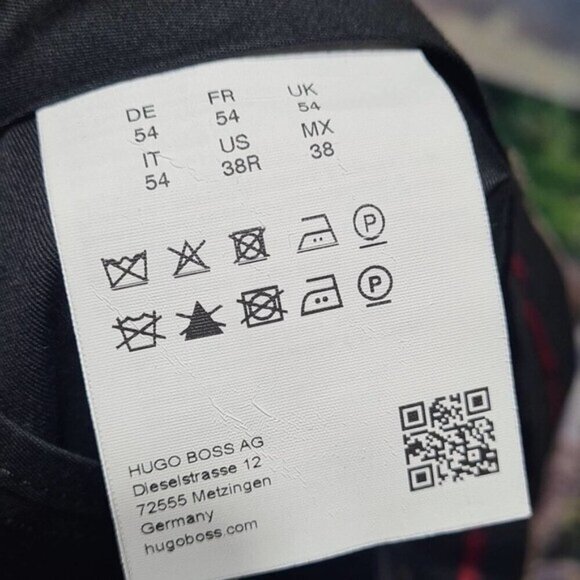 DE FR UK
54 54 54
IT US MX
54 38R 38
P
P
HUGO BOSS AG
Dieselstrasse 12
72555 Metzingen
Germany
hugoboss.com